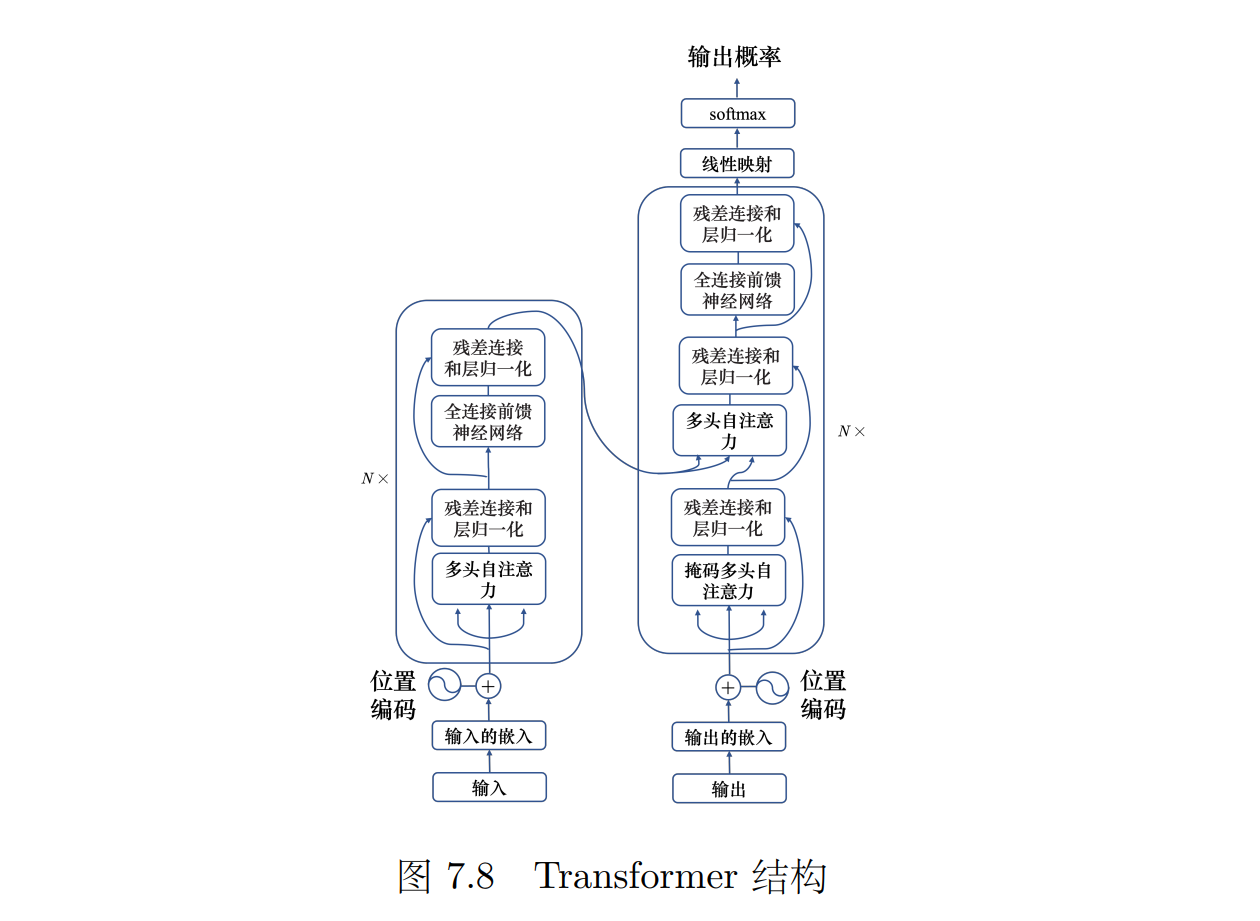 输出概率
softmax
线性映射
残差连接和
层归一化
全连接前馈
神经网络
残差连接和
层归一化
多头自注意
力
N×
残差连接和
层归一化
掩码多头自
注意力
位置
编码
输出的嵌入
输出
残差连接
和层归一化
全连接前馈
神经网络
N×
残差连接和
层归一化
多头自注意
力
位置
编码
输入的嵌入
输入
图 7.8 Transformer 结构